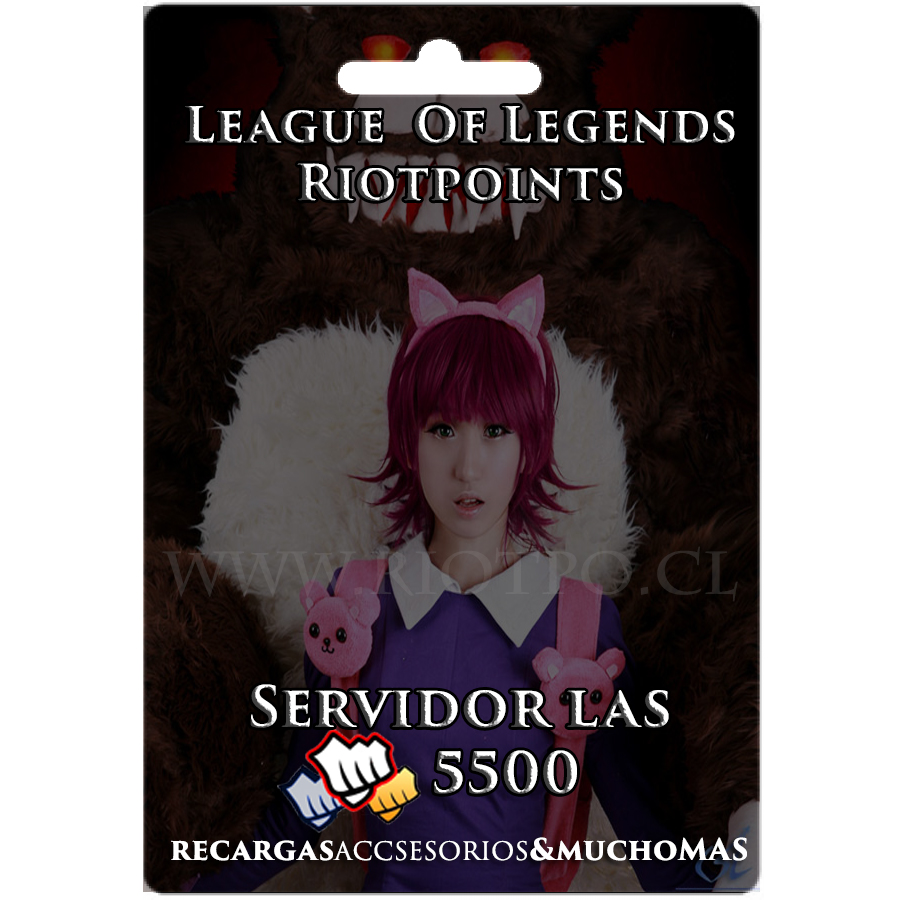 League Of Legends
Riotpoints
WWW.RIOTPO.CL
Servidor LAS
5500
RECARGASACCSESORIOS&MUCHOMAS